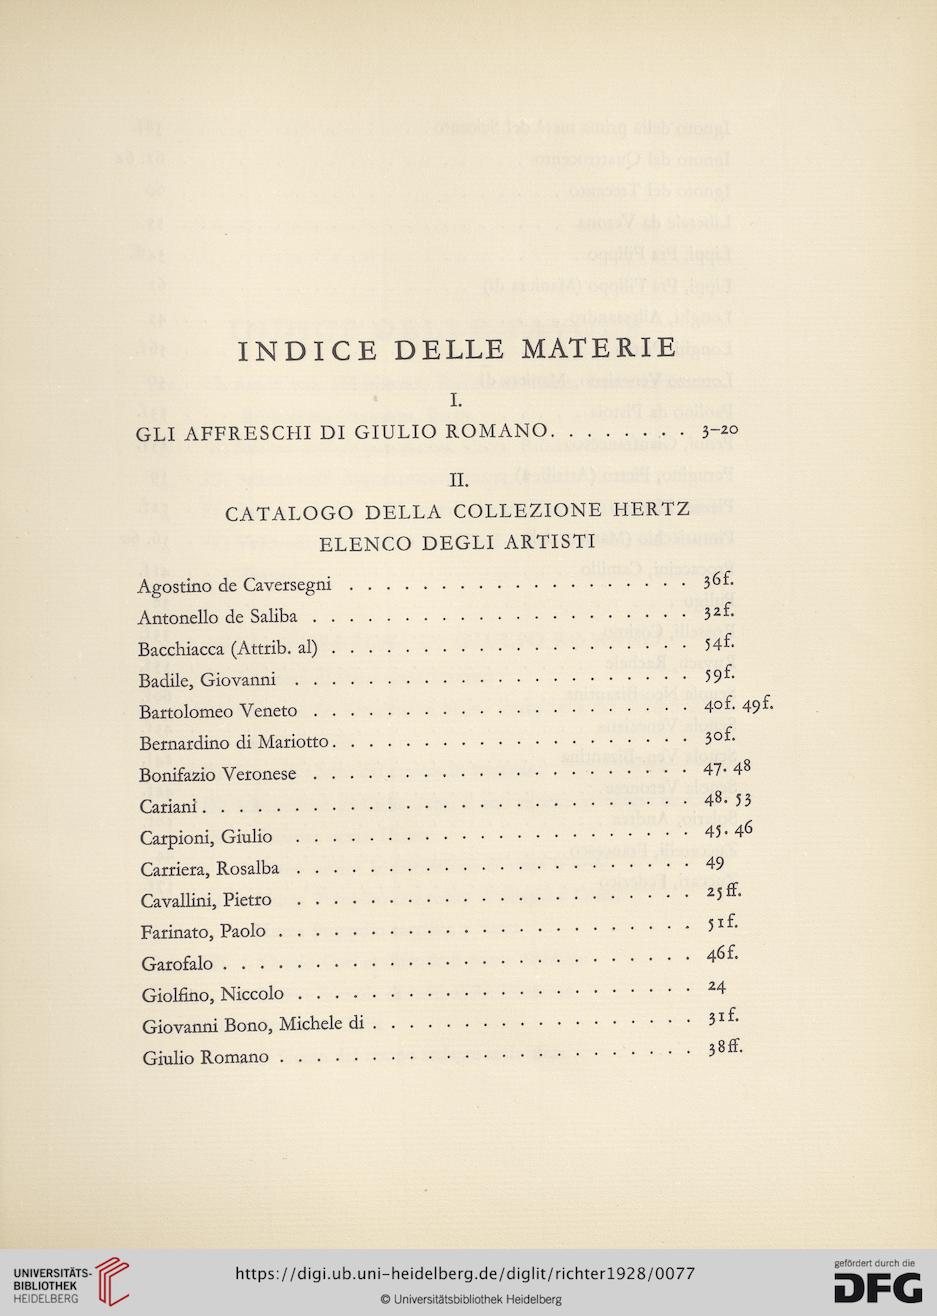 INDICE DELLE MATERIE
I.
GLI AFFRESCHI DI GIULIO ROMANO. . . . . . . . 3–20
II.
CATALOGO DELLA COLLEZIONE HERTZ
ELENCO DEGLI ARTISTI
Agostino de Caversegni . . . . . . . . . . . . . . . . . . . 36f.
Antonello de Saliba . . . . . . . . . . . . . . . . . . . . . 32f.
Bacchiacca (Attrib. al) . . . . . . . . . . . . . . . . . . . . 54f.
Badile, Giovanni . . . . . . . . . . . . . . . . . . . . . . 59f.
Bartolomeo Veneto . . . . . . . . . . . . . . . . . . . . . 40f. 49f.
Bernardino di Mariotto. . . . . . . . . . . . . . . . . . . . 30f.
Bonifazio Veronese . . . . . . . . . . . . . . . . . . . . . 47. 48
Cariani. . . . . . . . . . . . . . . . . . . . . . . . . . . 48. 53
Carpioni, Giulio . . . . . . . . . . . . . . . . . . . . . . 45. 46
Carriera, Rosalba . . . . . . . . . . . . . . . . . . . . . . 49
Cavallini, Pietro . . . . . . . . . . . . . . . . . . . . . . 25ff.
Farinato, Paolo . . . . . . . . . . . . . . . . . . . . . . . 51f.
Garofalo . . . . . . . . . . . . . . . . . . . . . . . . . . 46f.
Giolfino, Niccolo . . . . . . . . . . . . . . . . . . . . . . 24
Giovanni Bono, Michele di . . . . . . . . . . . . . . . . . . 31f.
Giulio Romano . . . . . . . . . . . . . . . . . . . . . . . 38ff.
UNIVERSITÄTS-
BIBLIOTHEK
HEIDELBERG
https://digi.ub.uni-heidelberg.de/diglit/richter1928/0077
© Universitätsbibliothek Heidelberg
gefördert durch die
DFG